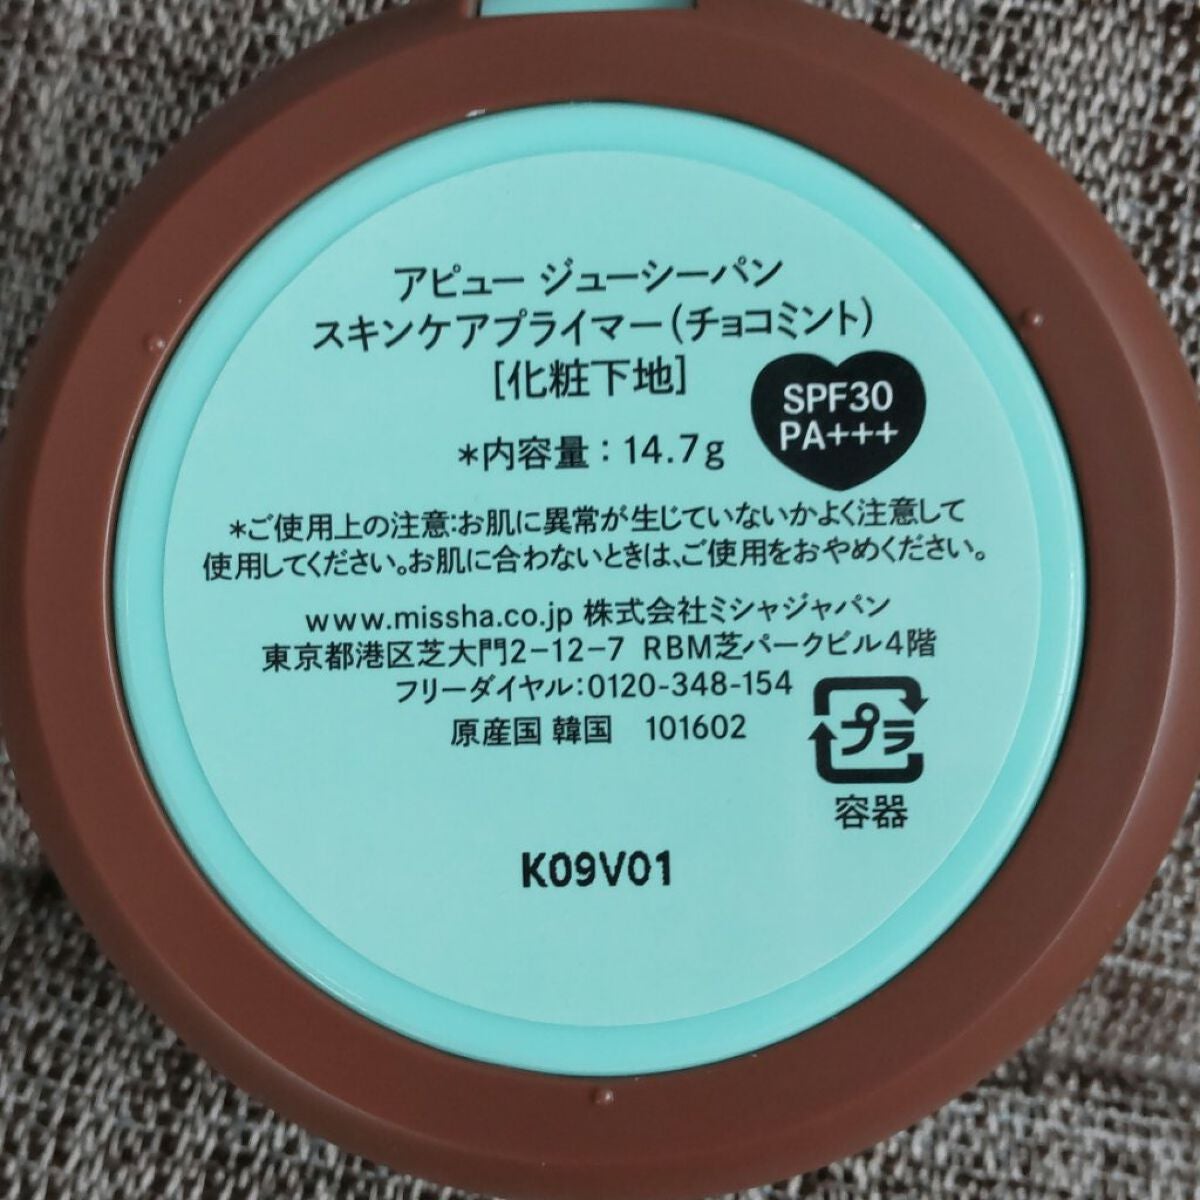 アピュー ジューシーパン
スキンケアプライマー(チョコミント)
[化粧下地]
SPF30
PA+++
*内容量：14.7g
*ご使用上の注意:お肌に異常が生じていないかよく注意して
使用してください。お肌に合わないときは、ご使用をおやめください。
www.missha.co.jp 株式会社ミシャジャパン
東京都港区芝大門2-12-7 RBM芝パークビル4階
フリーダイヤル:0120-348-154
原産国 韓国 101602
プラ
容器
K09V01